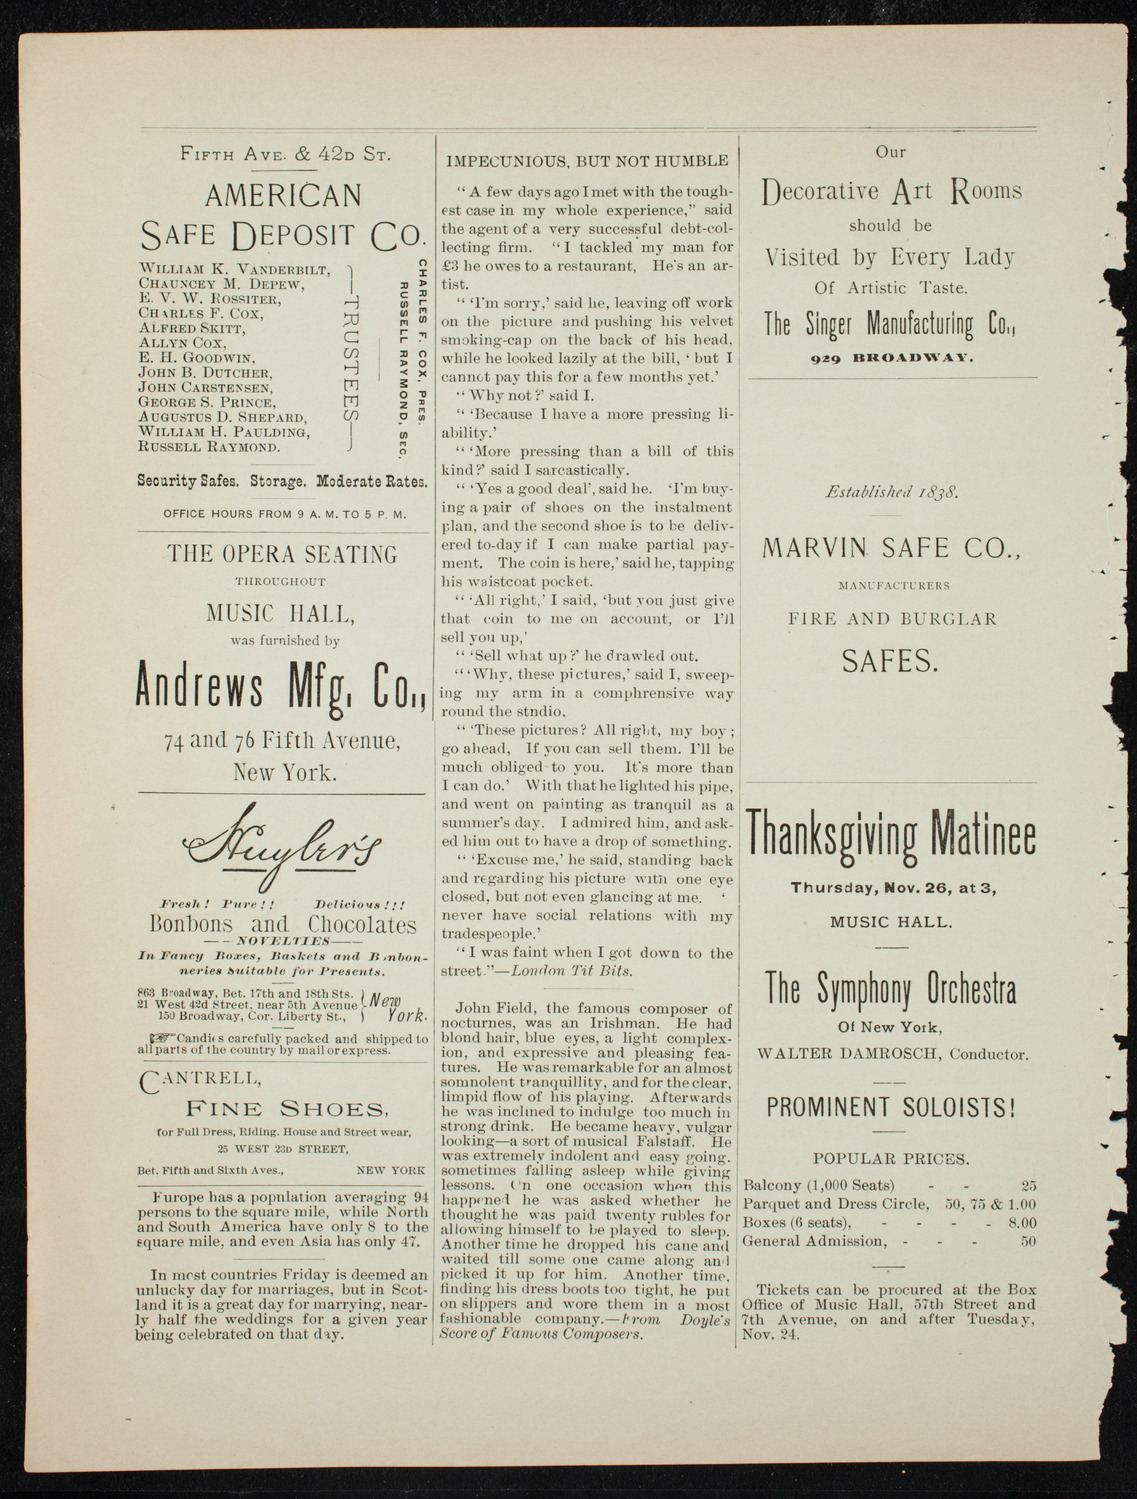 FIFTH AVE. & 42D ST.
AMERICAN
SAFE DEPOSIT CO.
WILLIAM K. VANDERBILT,
CHAUNCEY M. DEPEW,
E. V. W. ROSSITER,
CHARLES F. COX,
ALFRED SKITT,
ALLYN COX,
E. H. GOODWIN,
JOHN B. DUTCHER,
JOHN CARSTENSEN,
GEORGE S. PRINCE,
AUGUSTUS D. SHEPARD,
WILLIAM H. PAULDING,
RUSSELL RAYMOND.
TRUSTEES
CHARLES F. COX, PRES.
RUSSELL RAYMOND, SEC.
Security Safes. Storage. Moderate Rates.
OFFICE HOURS FROM 9 A. M. TO 5 P. M.
THE OPERA SEATING
THROUGHOUT
MUSIC HALL,
was furnished by
Andrews Mfg. Co.,
74 and 76 Fifth Avenue,
New York.
Huyler's
Fresh! Pure!! Delicious!!!
Bonbons and Chocolates
NOVELTIES
In Fancy Boxes, Baskets and Bonbon-
neries Suitable for Presents.
863 Broadway, Bet. 17th and 18th Sts.
21 West 42d Street, near 5th Avenue
150 Broadway, Cor. Liberty St.,
New York.
☞Candies carefully packed and shipped to
all parts of the country by mail or express.
CANTRELL,
FINE SHOES,
for Full Dress, Riding, House and Street wear,
25 WEST 23D STREET,
Bet. Fifth and Sixth Aves., NEW YORK
Europe has a population averaging 94
persons to the square mile, while North
and South America have only 8 to the
square mile, and even Asia has only 47.
In most countries Friday is deemed an
unlucky day for marriages, but in Scot-
land it is a great day for marrying, near-
ly half the weddings for a given year
being celebrated on that day.
IMPECUNIOUS, BUT NOT HUMBLE
“A few days ago I met with the tough-
est case in my whole experience,” said
the agent of a very successful debt-col-
lecting firm. “I tackled my man for
£3 he owes to a restaurant, He's an ar-
tist.
“ ‘I'm sorry,’ said he, leaving off work
on the picture and pushing his velvet
smoking-cap on the back of his head,
while he looked lazily at the bill, ‘ but I
cannot pay this for a few months yet.’
“ Why not?’ said I.
“ ‘Because I have a more pressing li-
ability.’
“ ‘More pressing than a bill of this
kind?’ said I sarcastically.
“ ‘Yes a good deal’, said he. ‘I'm buy-
ing a pair of shoes on the instalment
plan, and the second shoe is to be deliv-
ered to-day if I can make partial pay-
ment. The coin is here,’ said he, tapping
his waistcoat pocket.
“ ‘All right,’ I said, ‘but you just give
that coin to me on account, or I'll
sell you up,’
“ ‘Sell what up?’ he drawled out.
“‘Why, these pictures,’ said I, sweep-
ing my arm in a comphrensive way
round the stndio.
“ ‘These pictures? All right, my boy;
go ahead, If you can sell them. I'll be
much obliged to you. It's more than
I can do.’ With that he lighted his pipe,
and went on painting as tranquil as a
summer's day. I admired him, and ask-
ed him out to have a drop of something.
“ ‘Excuse me,’ he said, standing back
and regarding his picture with one eye
closed, but not even glancing at me. ‘
never have social relations with my
tradespeople.’
“I was faint when I got down to the
street.”—London Tit Bits.
John Field, the famous composer of
nocturnes, was an Irishman. He had
blond hair, blue eyes, a light complex-
ion, and expressive and pleasing fea-
tures. He was remarkable for an almost
somnolent tranquillity, and for the clear,
limpid flow of his playing. Afterwards
he was inclined to indulge too much in
strong drink. He became heavy, vulgar
looking—a sort of musical Falstaff. He
was extremely indolent and easy going.
sometimes falling asleep while giving
lessons. On one occasion when this
happened he was asked whether he
thought he was paid twenty rubles for
allowing himself to be played to sleep.
Another time he dropped his cane and
waited till some one came along and
picked it up for him. Another time,
finding his dress boots too tight, he put
on slippers and wore them in a most
fashionable company.—From Doyle's
Score of Famous Composers.
Our
Decorative Art Rooms
should be
Visited by Every Lady
Of Artistic Taste.
The Singer Manufacturing Co.,
929 BROADWAY.
Established 1838.
MARVIN SAFE CO.,
MANUFACTURERS
FIRE AND BURGLAR
SAFES.
Thanksgiving Matinee
Thursday, Nov. 26, at 3,
MUSIC HALL.
The Symphony Orchestra
Of New York,
WALTER DAMROSCH, Conductor.
PROMINENT SOLOISTS!
POPULAR PRICES.
Balcony (1,000 Seats) - - 25
Parquet and Dress Circle, 50, 75 & 1.00
Boxes (6 seats), - - - - 8.00
General Admission, - - - 50
Tickets can be procured at the Box
Office of Music Hall, 57th Street and
7th Avenue, on and after Tuesday,
Nov. 24.